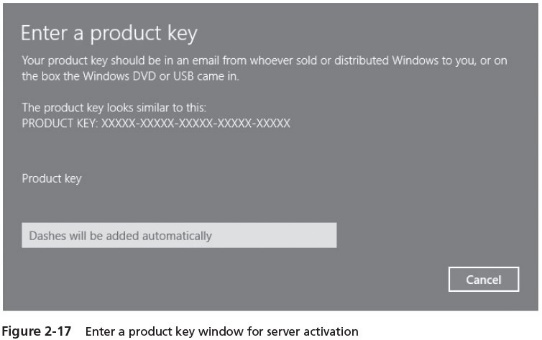 Enter a product key
Your product key should be in an email from whoever sold or distributed Windows to you, or on
the box the Windows DVD or USB came in.
The product key looks similar to this:
PRODUCT KEY: XXXXX-XXXXX-XXXXX-XXXXX-XXXXX
Product key
Dashes will be added automatically
Cancel
Figure 2-17 Enter a product key window for server activation